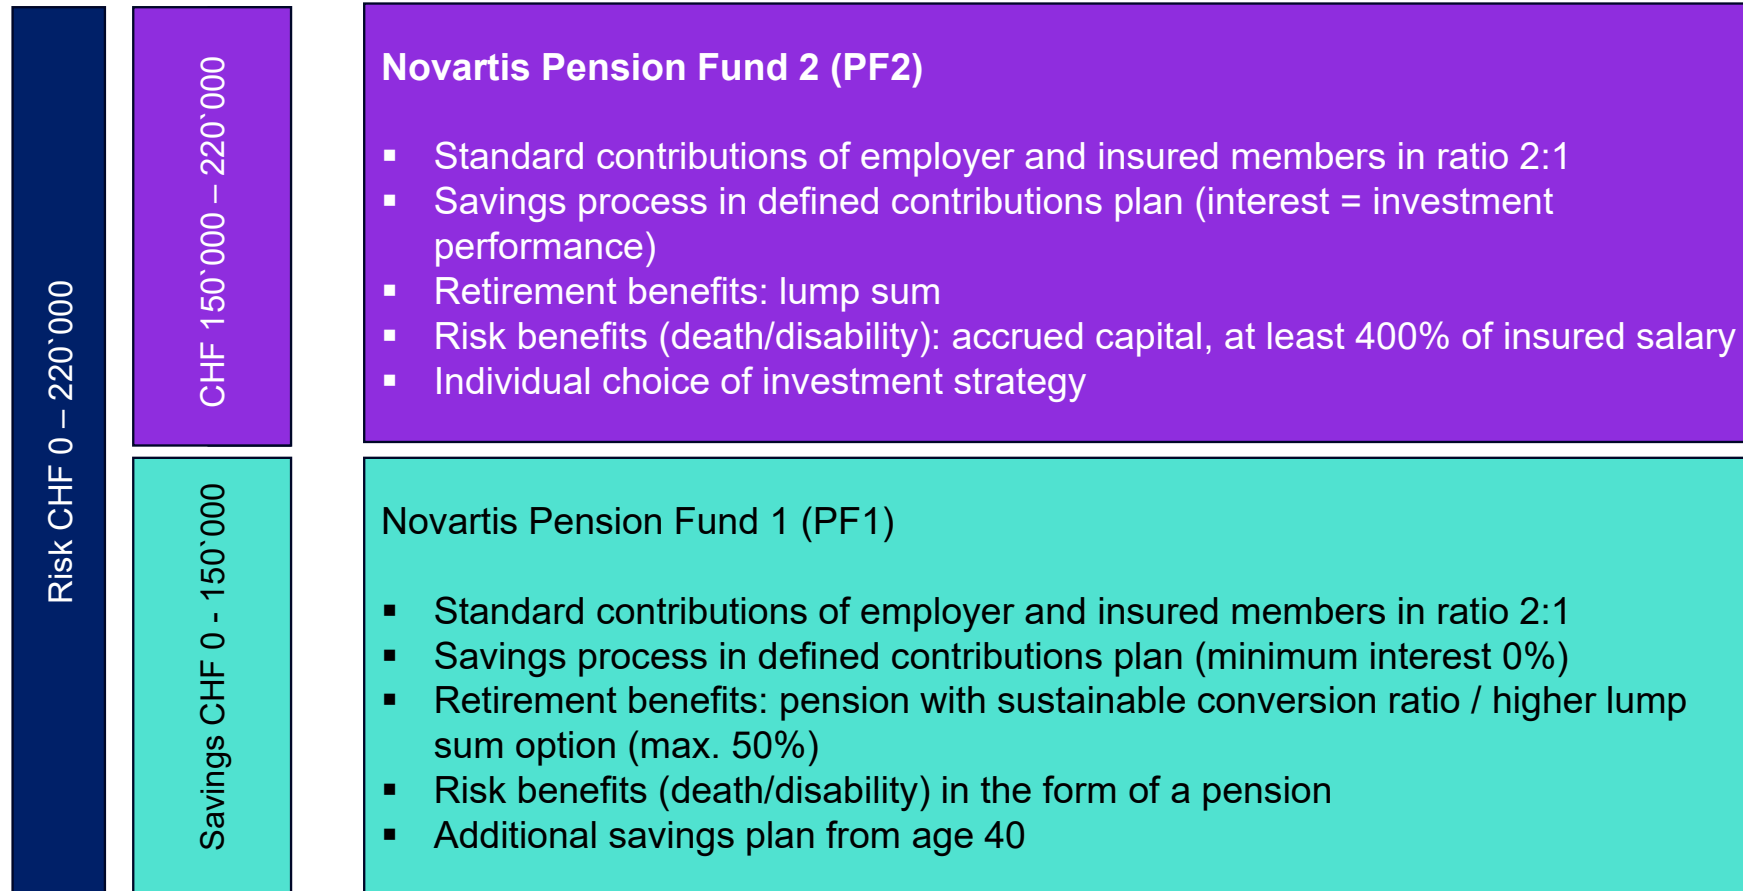 Risk CHF 0 – 220`000
CHF 150`000 – 220`000
Novartis Pension Fund 2 (PF2)
▪ Standard contributions of employer and insured members in ratio 2:1
▪ Savings process in defined contributions plan (interest = investment
performance)
▪ Retirement benefits: lump sum
▪ Risk benefits (death/disability): accrued capital, at least 400% of insured salary
▪ Individual choice of investment strategy
Savings CHF 0 - 150`000
Novartis Pension Fund 1 (PF1)
▪ Standard contributions of employer and insured members in ratio 2:1
▪ Savings process in defined contributions plan (minimum interest 0%)
▪ Retirement benefits: pension with sustainable conversion ratio / higher lump
sum option (max. 50%)
▪ Risk benefits (death/disability) in the form of a pension
▪ Additional savings plan from age 40